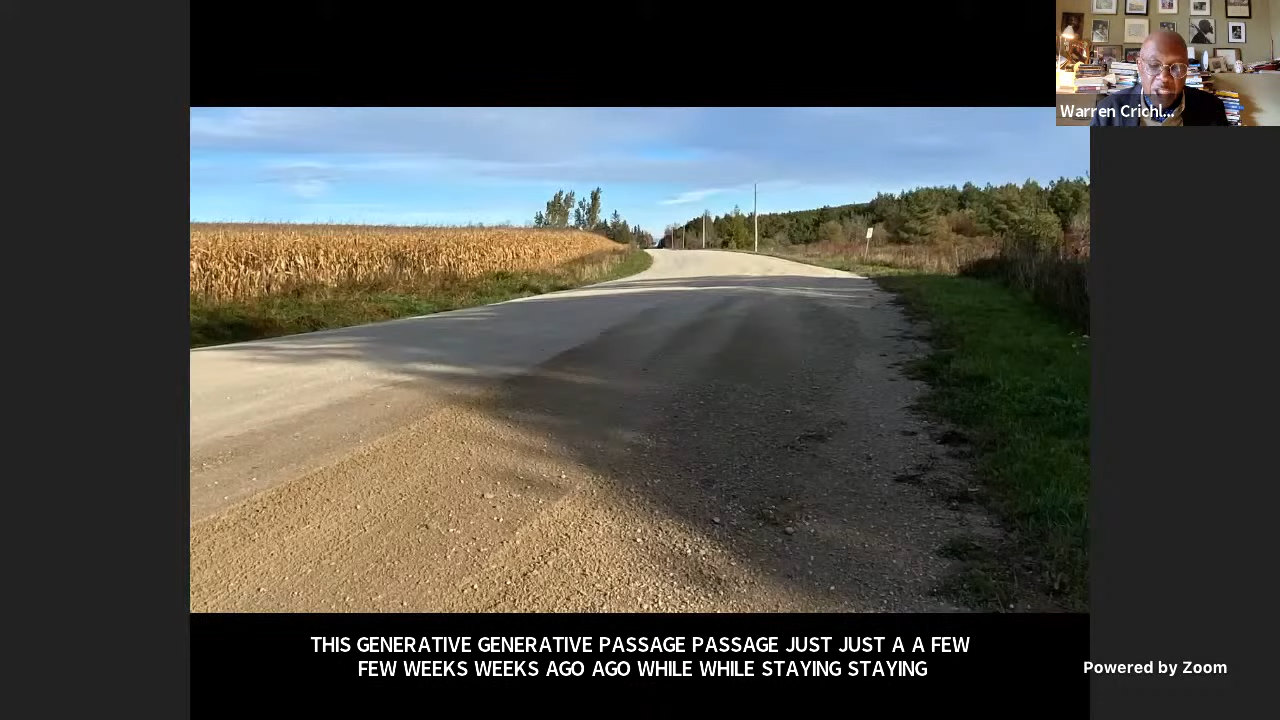 Warren Crichl...
THIS GENERATIVE GENERATIVE PASSAGE PASSAGE JUST JUST A A FEW
FEW WEEKS WEEKS AGO AGO WHILE WHILE STAYING STAYING
Powered by Zoom